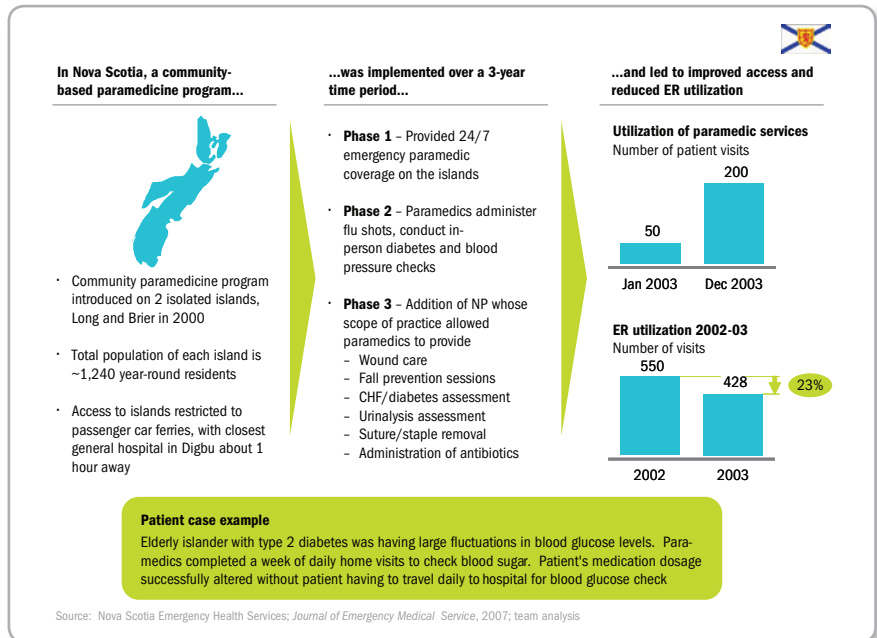 In Nova Scotia, a community-
based paramedicine program...
· Community paramedicine program
introduced on 2 isolated islands,
Long and Brier in 2000
· Total population of each island is
~1,240 year-round residents
· Access to islands restricted to
passenger car ferries, with closest
general hospital in Digbu about 1
hour away
...was implemented over a 3-year
time period...
· Phase 1 – Provided 24/7
emergency paramedic
coverage on the islands
· Phase 2 – Paramedics administer
flu shots, conduct in-
person diabetes and blood
pressure checks
· Phase 3 – Addition of NP whose
scope of practice allowed
paramedics to provide
– Wound care
– Fall prevention sessions
– CHF/diabetes assessment
– Urinalysis assessment
– Suture/staple removal
– Administration of antibiotics
...and led to improved access and
reduced ER utilization
Utilization of paramedic services
Number of patient visits
200
50
Jan 2003 Dec 2003
ER utilization 2002-03
Number of visits
550
428
23%
2002 2003
Patient case example
Elderly islander with type 2 diabetes was having large fluctuations in blood glucose levels. Para-
medics completed a week of daily home visits to check blood sugar. Patient's medication dosage
successfully altered without patient having to travel daily to hospital for blood glucose check
Source: Nova Scotia Emergency Health Services; Journal of Emergency Medical Service, 2007; team analysis